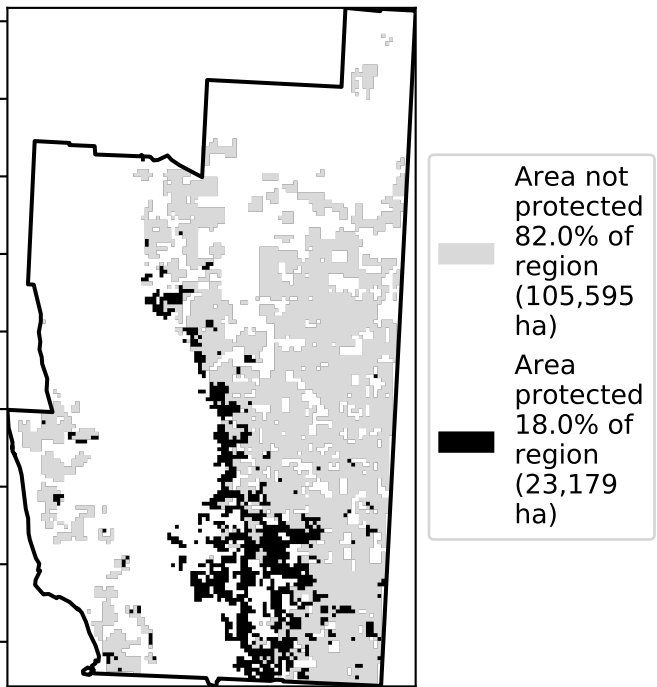 Area not
protected
82.0% of
region
(105,595
ha)
Area
protected
18.0% of
region
(23,179
ha)